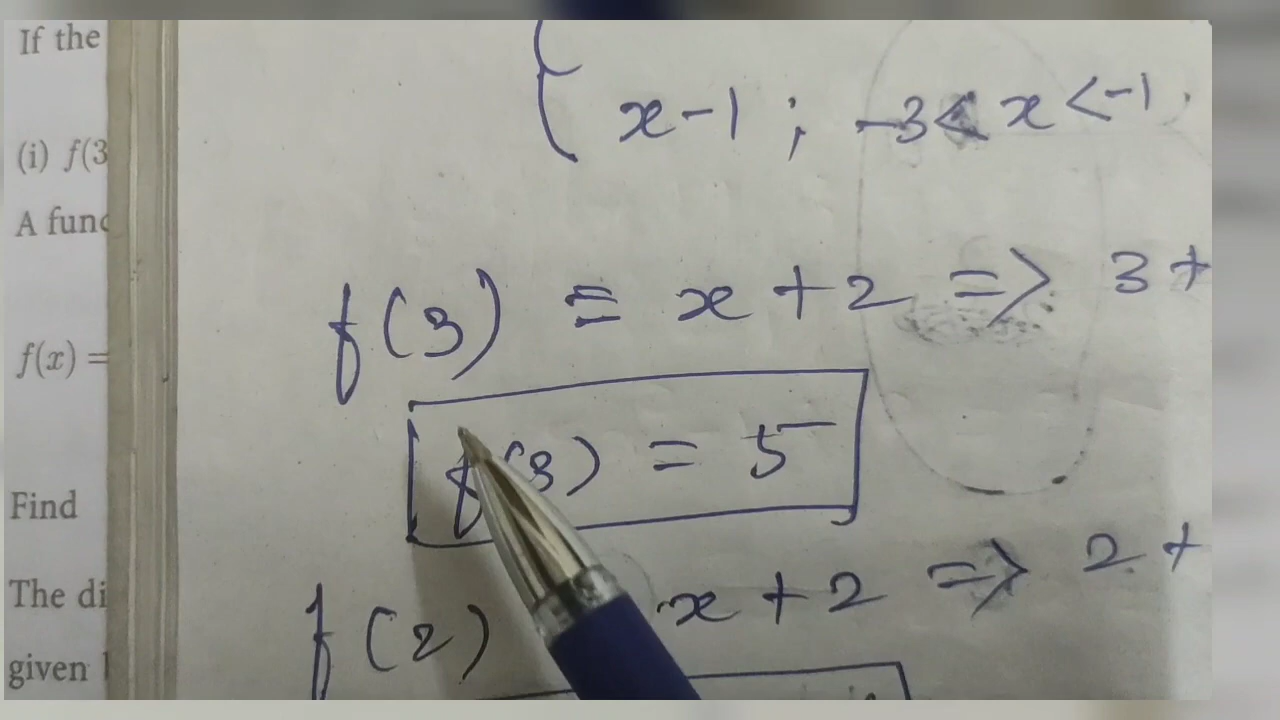 If the
x - 1 ; -3 < x < -1 .
(i) f(3
A func
f(3) = x + 2 => 3 +
f(x) =
f(3) = 5
Find
x + 2 => 2 +
The di
f(2)
given